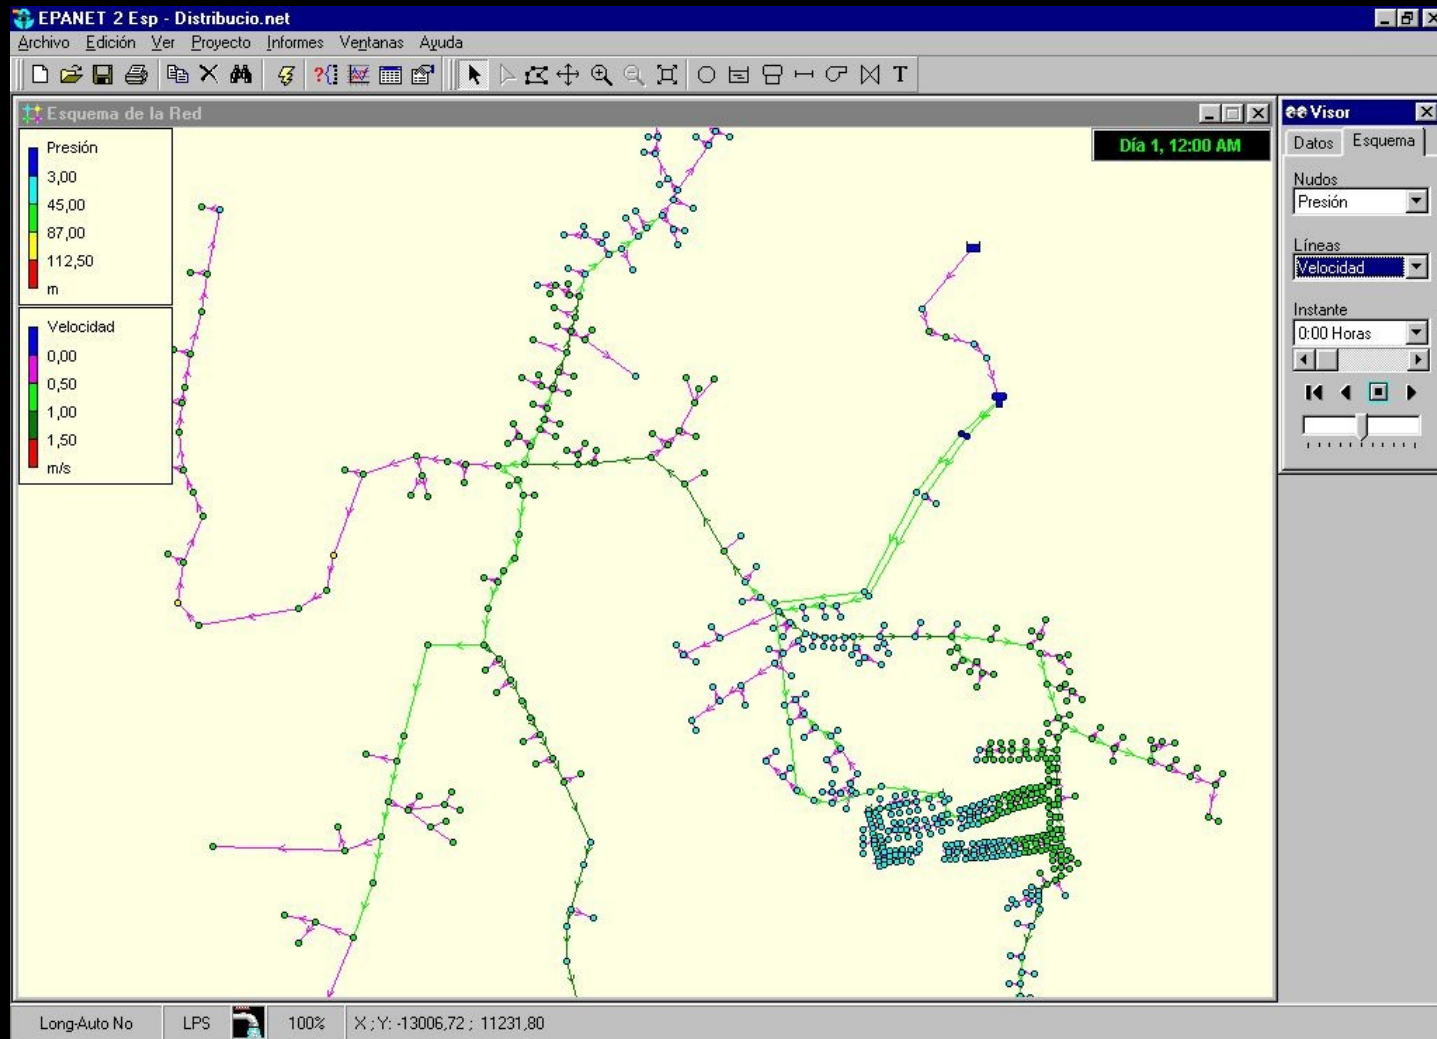 EPANET 2 Esp - Distribucio.net
Archivo Edición Ver Proyecto Informes Ventanas Ayuda
T
Esquema de la Red
Presión
3,00
45,00
87,00
112,50
m
Velocidad
0,00
0,50
1,00
1,50
m/s
Día 1, 12:00 AM
Visor
Datos Esquema
Nudos
Presión
Líneas
Velocidad
Instante
0:00 Horas
Long-Auto No LPS 100% X ; Y: -13006,72 ; 11231,80